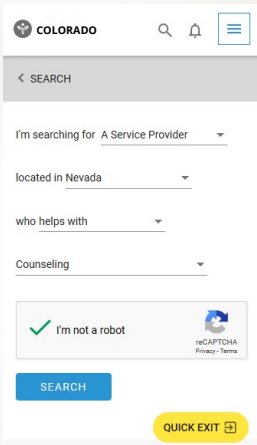 COLORADO
SEARCH
I'm searching for A Service Provider
located in Nevada
who helps with
Counseling
I'm not a robot
reCAPTCHA
Privacy - Terms
SEARCH
QUICK EXIT